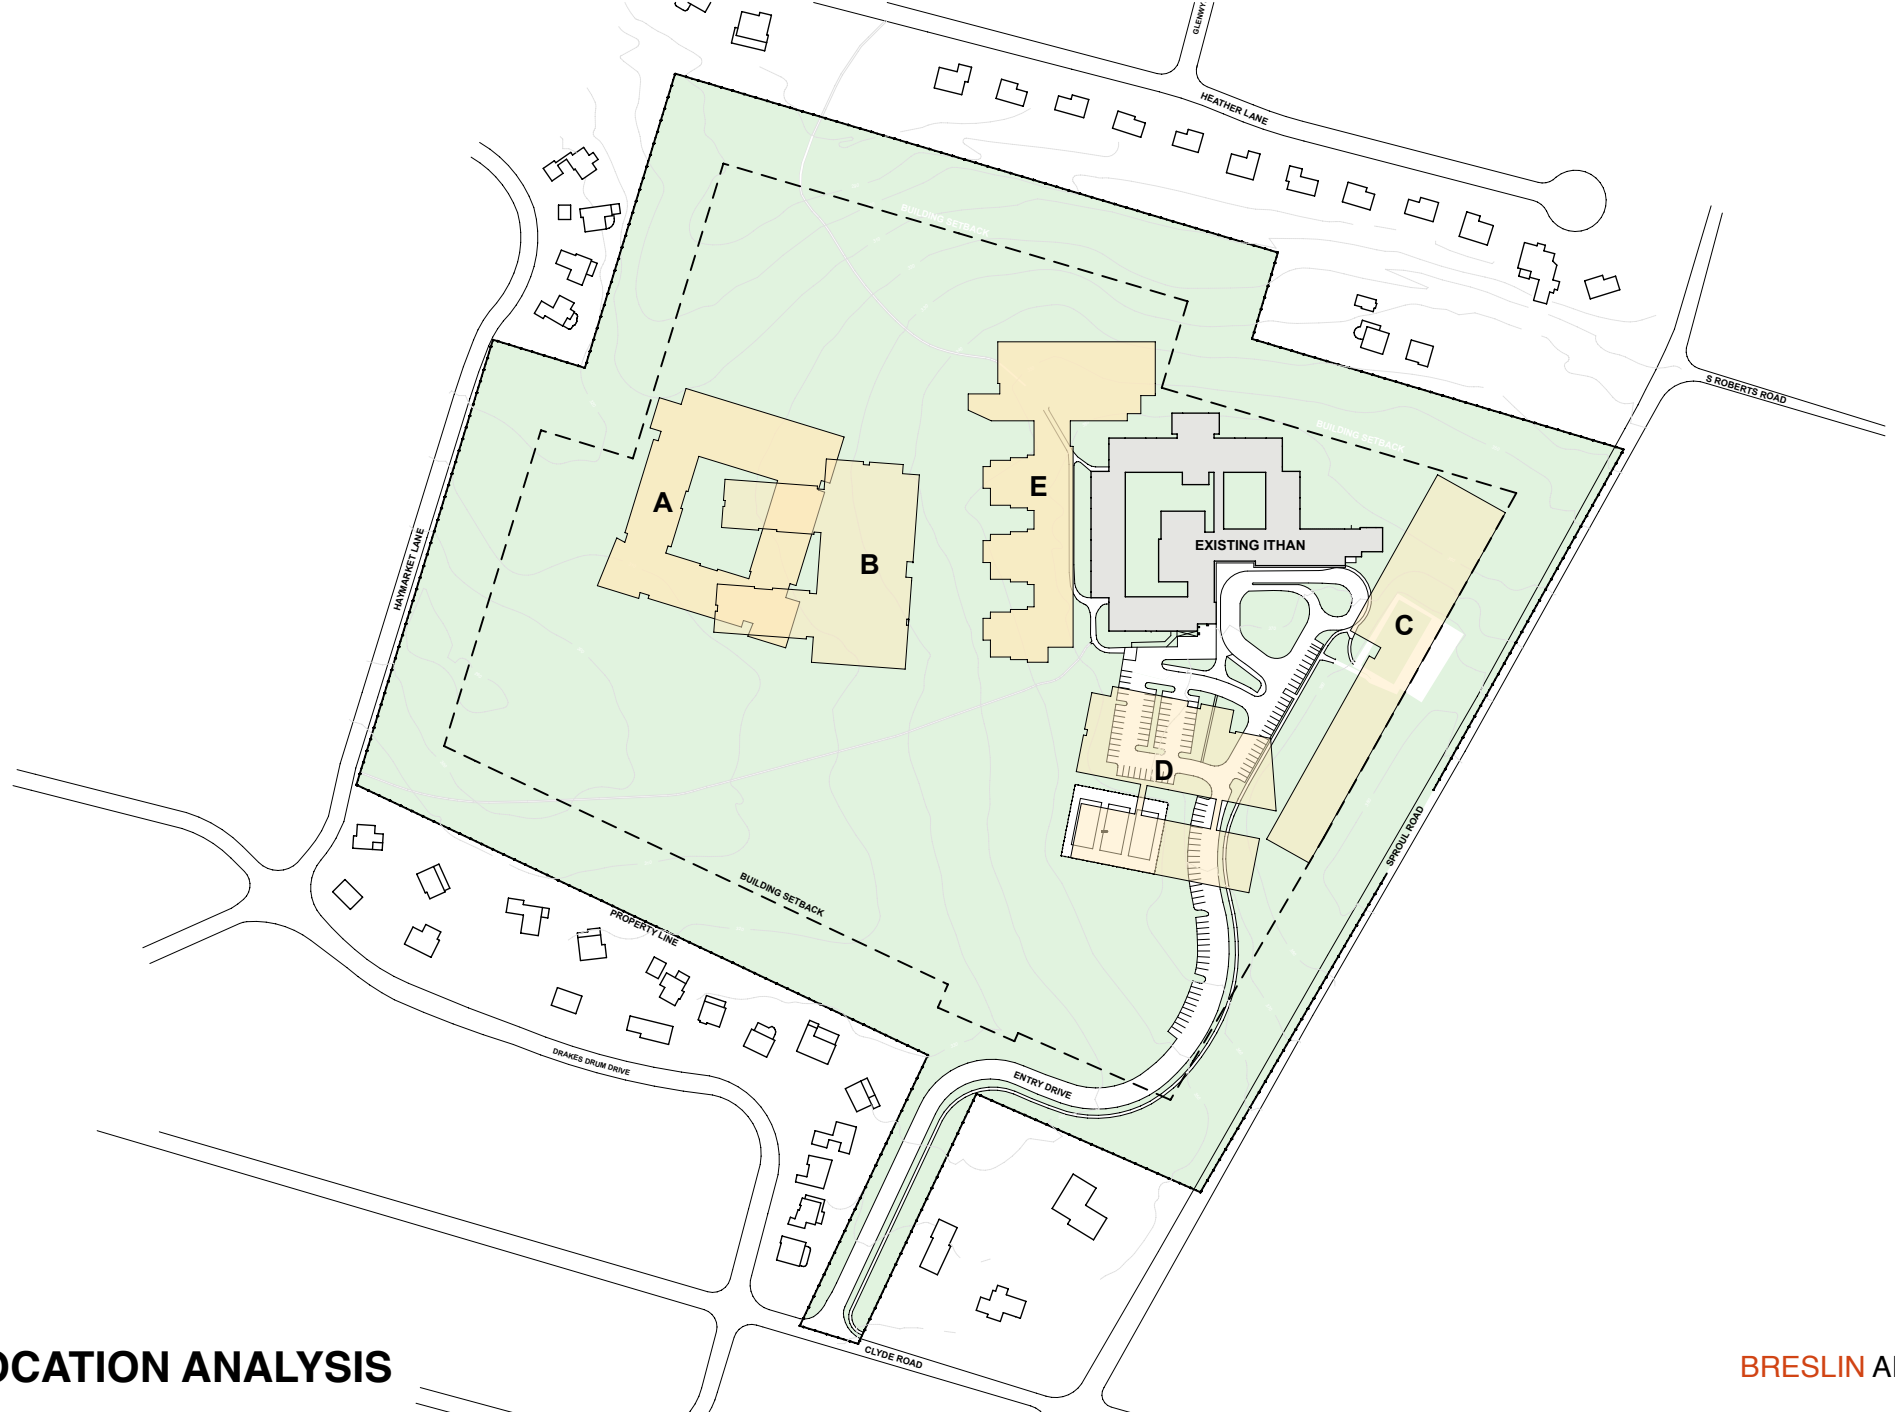 GLENWY
HEATHER LANE
S ROBERTS ROAD
BUILDING SETBACK
BUILDING SETBACK
A
B
E
EXISTING ITHAN
C
D
HAYMARKET LANE
SPROUL ROAD
BUILDING SETBACK
PROPERTY LINE
DRAKES DRUM DRIVE
ENTRY DRIVE
CLYDE ROAD
OCATION ANALYSIS
BRESLIN A